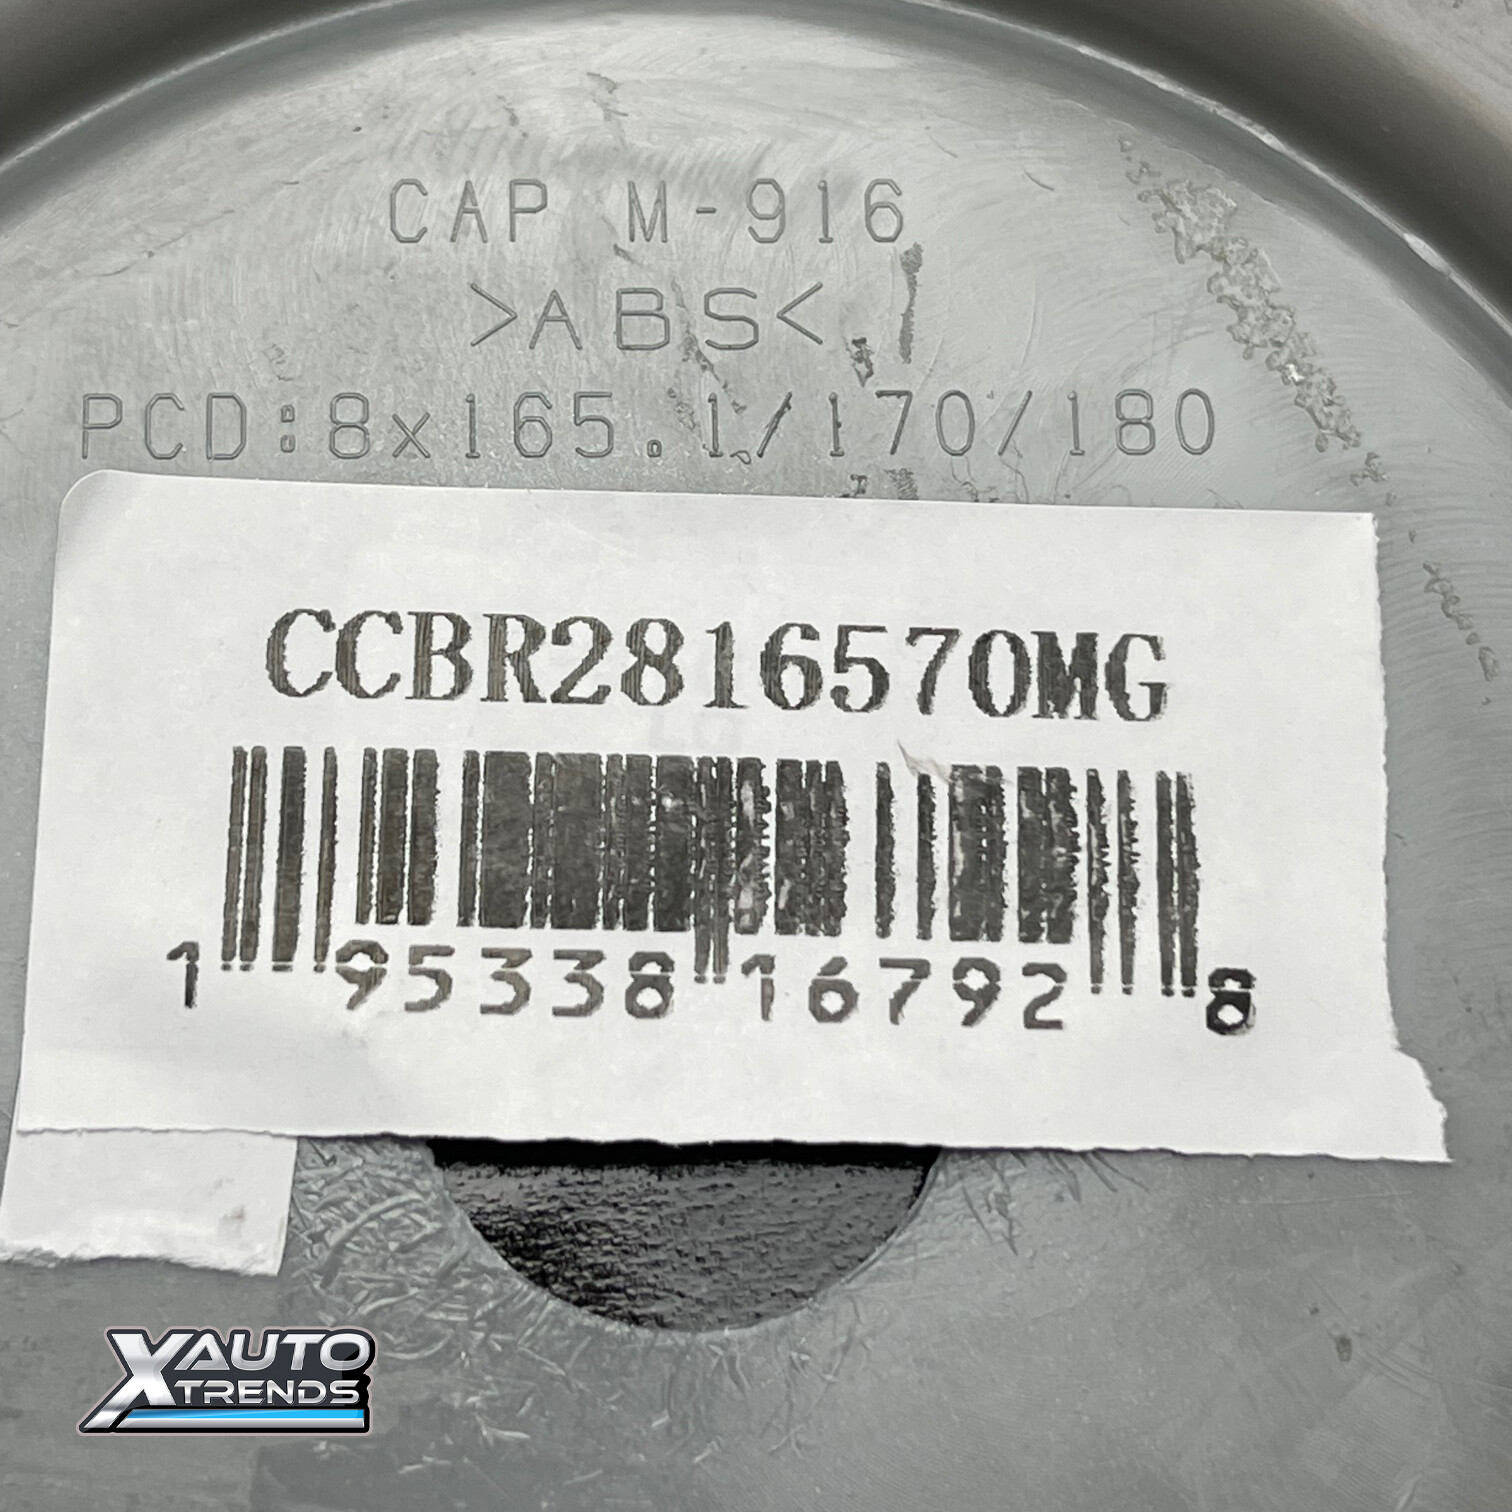 CAP M-916
>ABS<
PCD:8x165.1/170/180
CCBR2816570MG
1 95338 16792 8
XAUTO
TRENDS